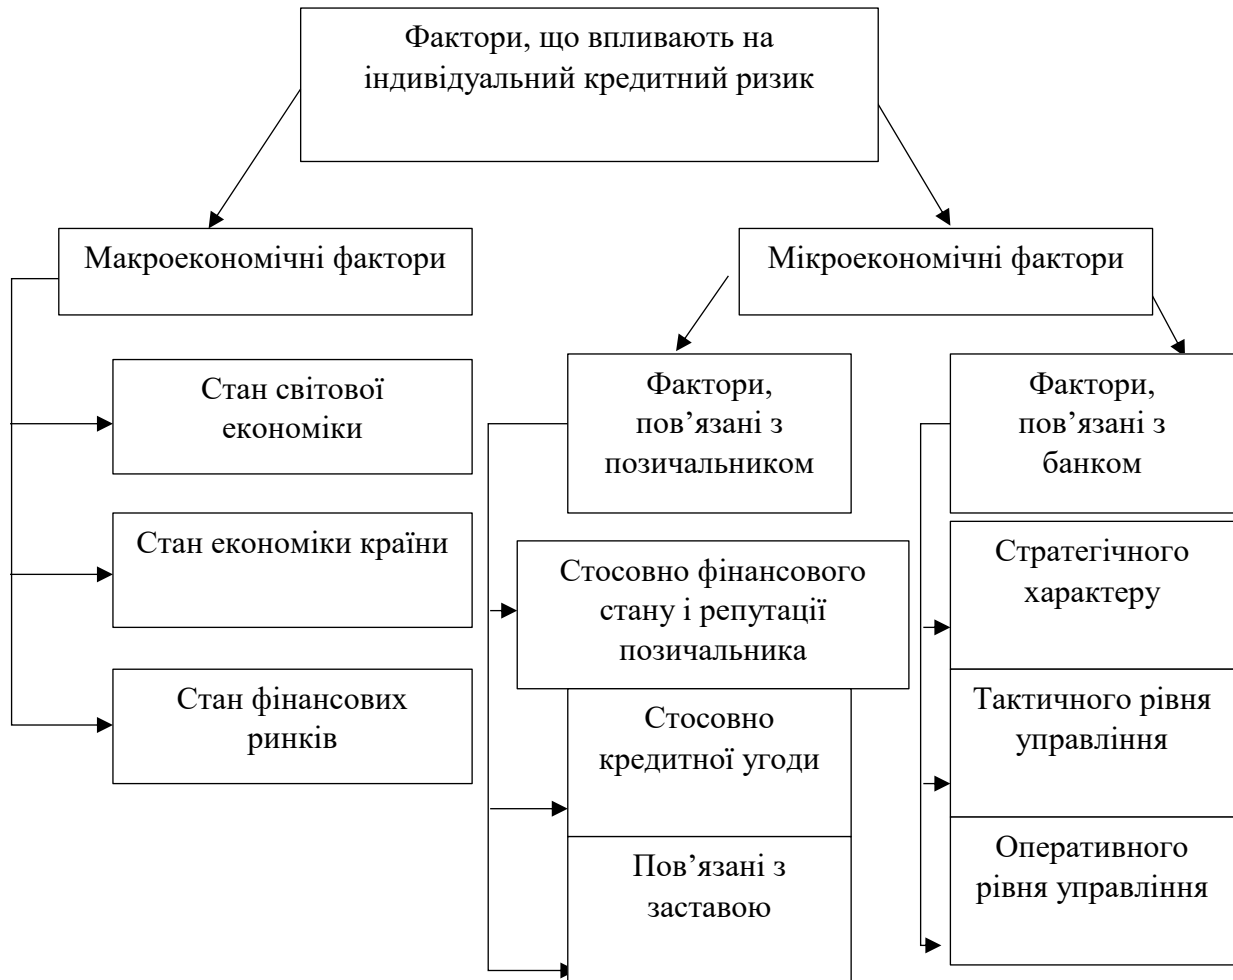 Фактори, що впливають на
індивідуальний кредитний ризик
Макроекономічні фактори
Мікроекономічні фактори
Стан світової
економіки
Стан економіки країни
Стан фінансових
ринків
Фактори,
пов’язані з
позичальником
Стосовно фінансового
стану і репутації
позичальника
Стосовно
кредитної угоди
Пов’язані з
заставою
Фактори,
пов’язані з
банком
Стратегічного
характеру
Тактичного рівня
управління
Оперативного
рівня управління